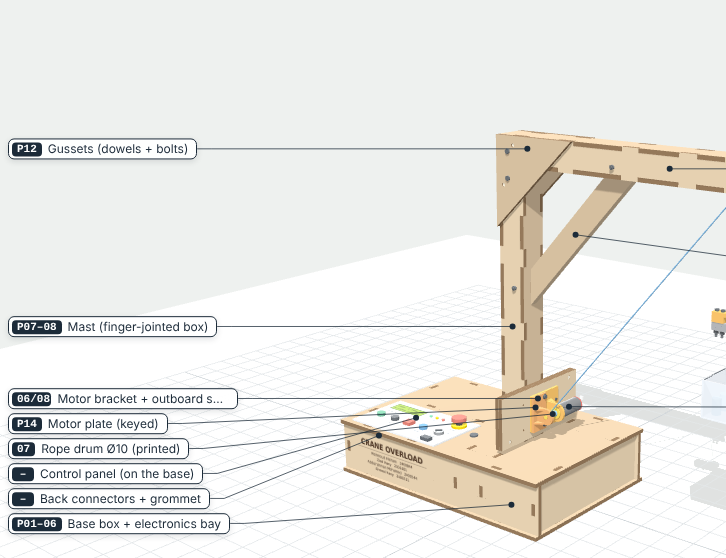 P12 Gussets (dowels + bolts)
P07–08 Mast (finger-jointed box)
06/08 Motor bracket + outboard s...
P14 Motor plate (keyed)
07 Rope drum Ø10 (printed)
– Control panel (on the base)
– Back connectors + grommet
P01–06 Base box + electronics bay
CRANE OVERLOAD